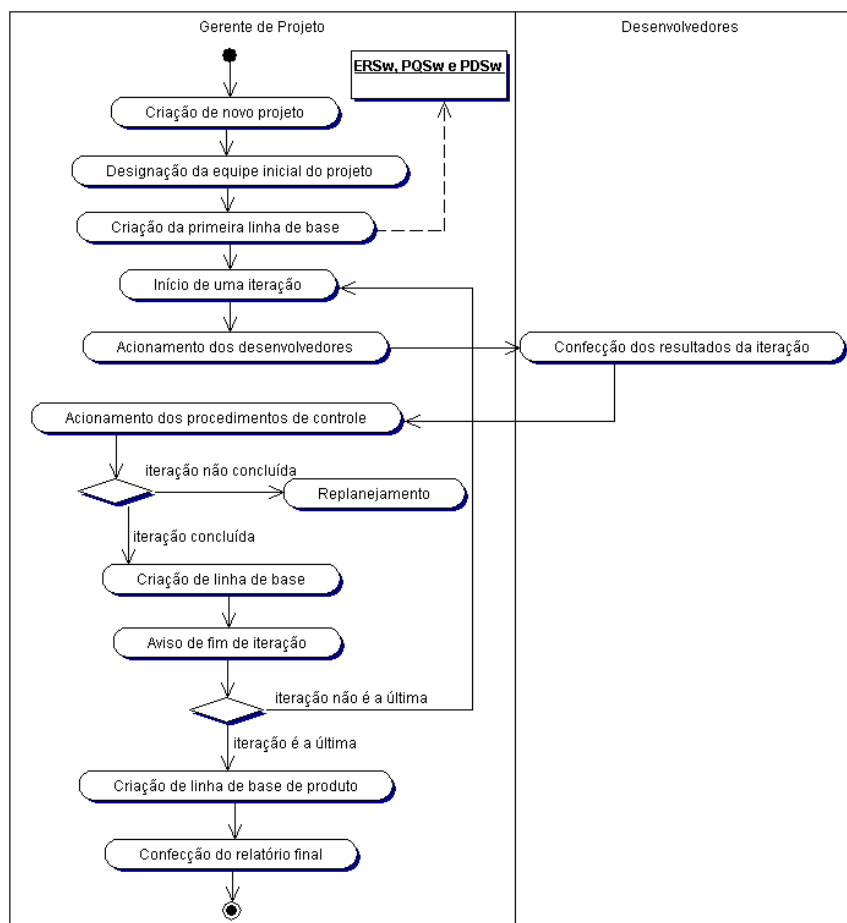 Gerente de Projeto
Desenvolvedores
ERSw, PQSw e PDSw
Criação de novo projeto
Designação da equipe inicial do projeto
Criação da primeira linha de base
Início de uma iteração
Acionamento dos desenvolvedores
Confecção dos resultados da iteração
Acionamento dos procedimentos de controle
iteração não concluída
Replanejamento
iteração concluída
Criação de linha de base
Aviso de fim de iteração
iteração não é a última
iteração é a última
Criação de linha de base de produto
Confecção do relatório final